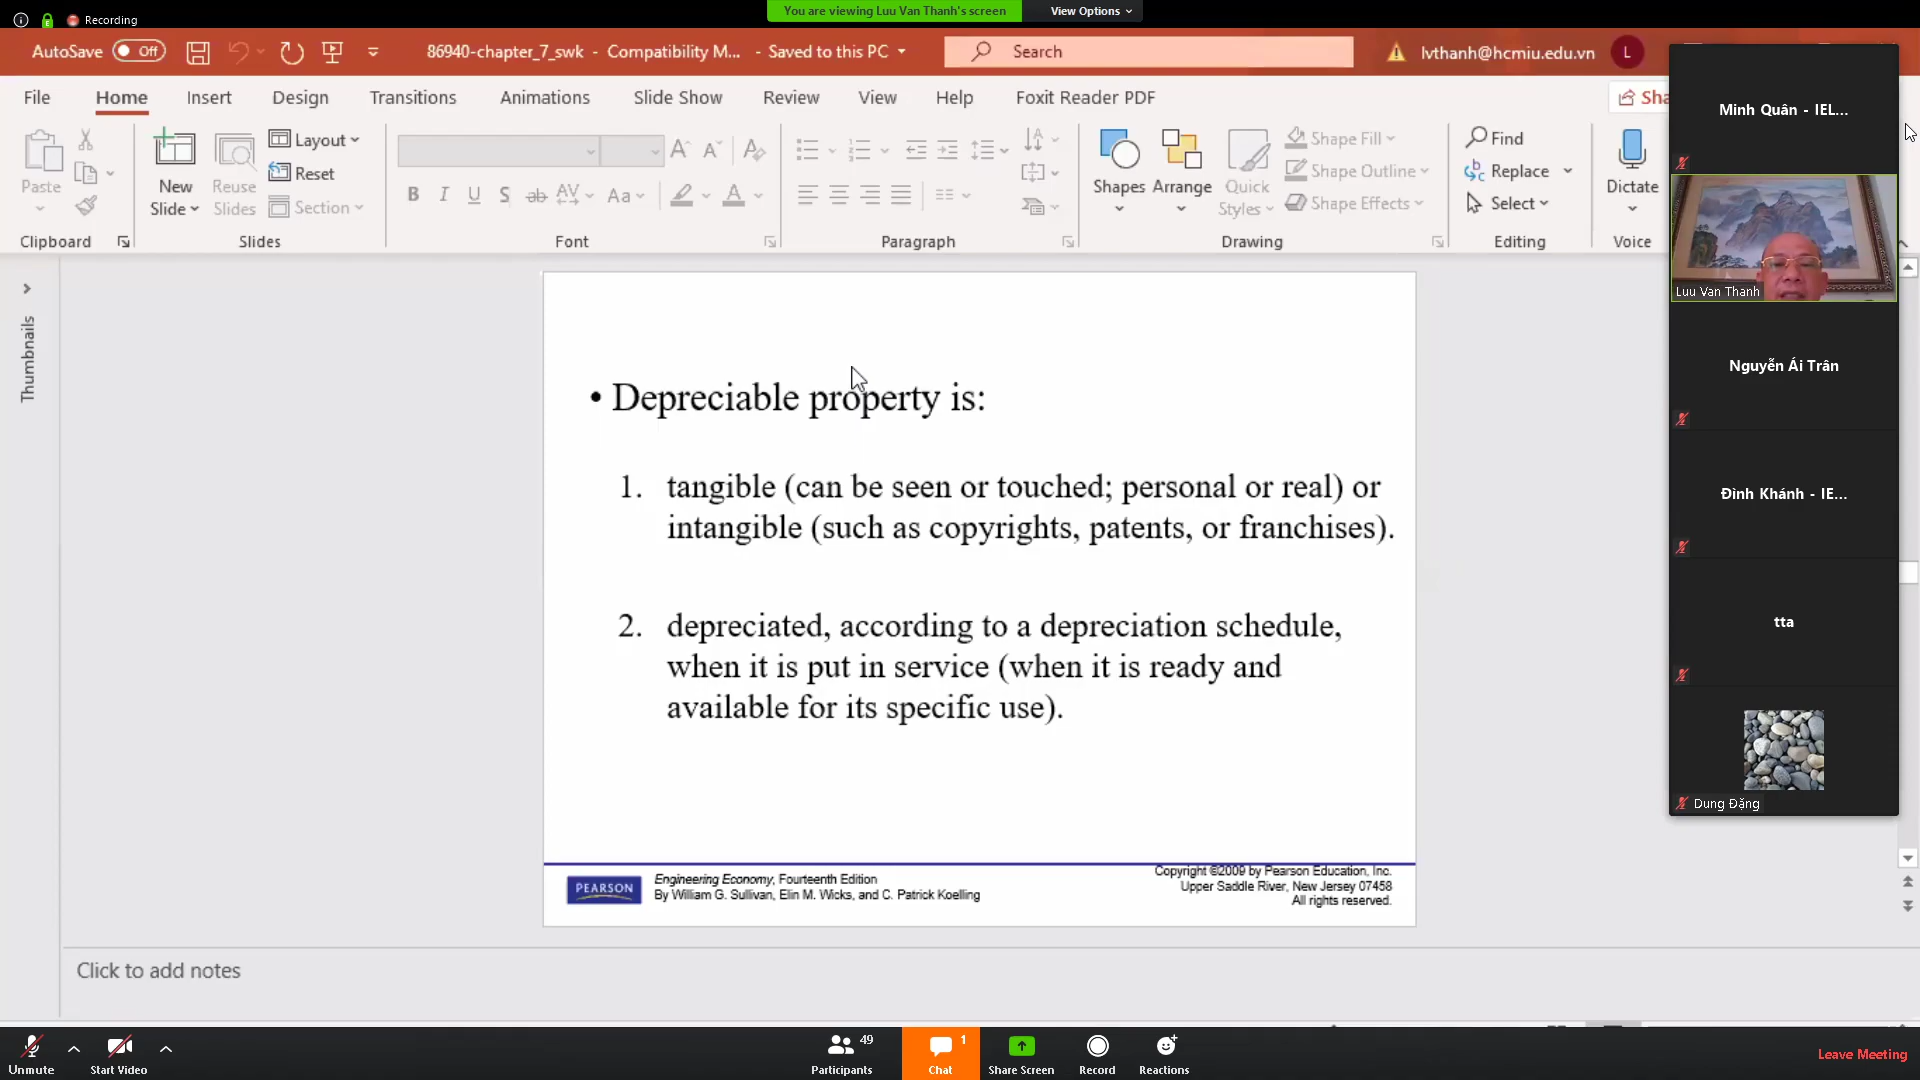 Recording
You are viewing Luu Van Thanh's screen
View Options
AutoSave Off
86940-chapter_7_swk - Compatibility M... - Saved to this PC
Search
lvthanh@hcmiu.edu.vn L
File Home Insert Design Transitions Animations Slide Show Review View Help Foxit Reader PDF
Sha
Paste
New
Slide
Reuse
Slides
Layout
Reset
Section
Shapes
Arrange
Quick
Styles
Shape Fill
Shape Outline
Shape Effects
Find
Replace
Select
Dictate
Clipboard Slides Font Paragraph Drawing Editing Voice
Thumbnails
• Depreciable property is:
1. tangible (can be seen or touched; personal or real) or
intangible (such as copyrights, patents, or franchises).
2. depreciated, according to a depreciation schedule,
when it is put in service (when it is ready and
available for its specific use).
PEARSON
Engineering Economy, Fourteenth Edition
By William G. Sullivan, Elin M. Wicks, and C. Patrick Koelling
Copyright ©2009 by Pearson Education, Inc.
Upper Saddle River, New Jersey 07458
All rights reserved.
Click to add notes
Minh Quân - IEL...
Luu Van Thanh
Nguyễn Ái Trân
Đình Khánh - IE...
tta
Dung Đặng
Unmute
Start Video
Participants 49
Chat 1
Share Screen
Record
Reactions
Leave Meeting